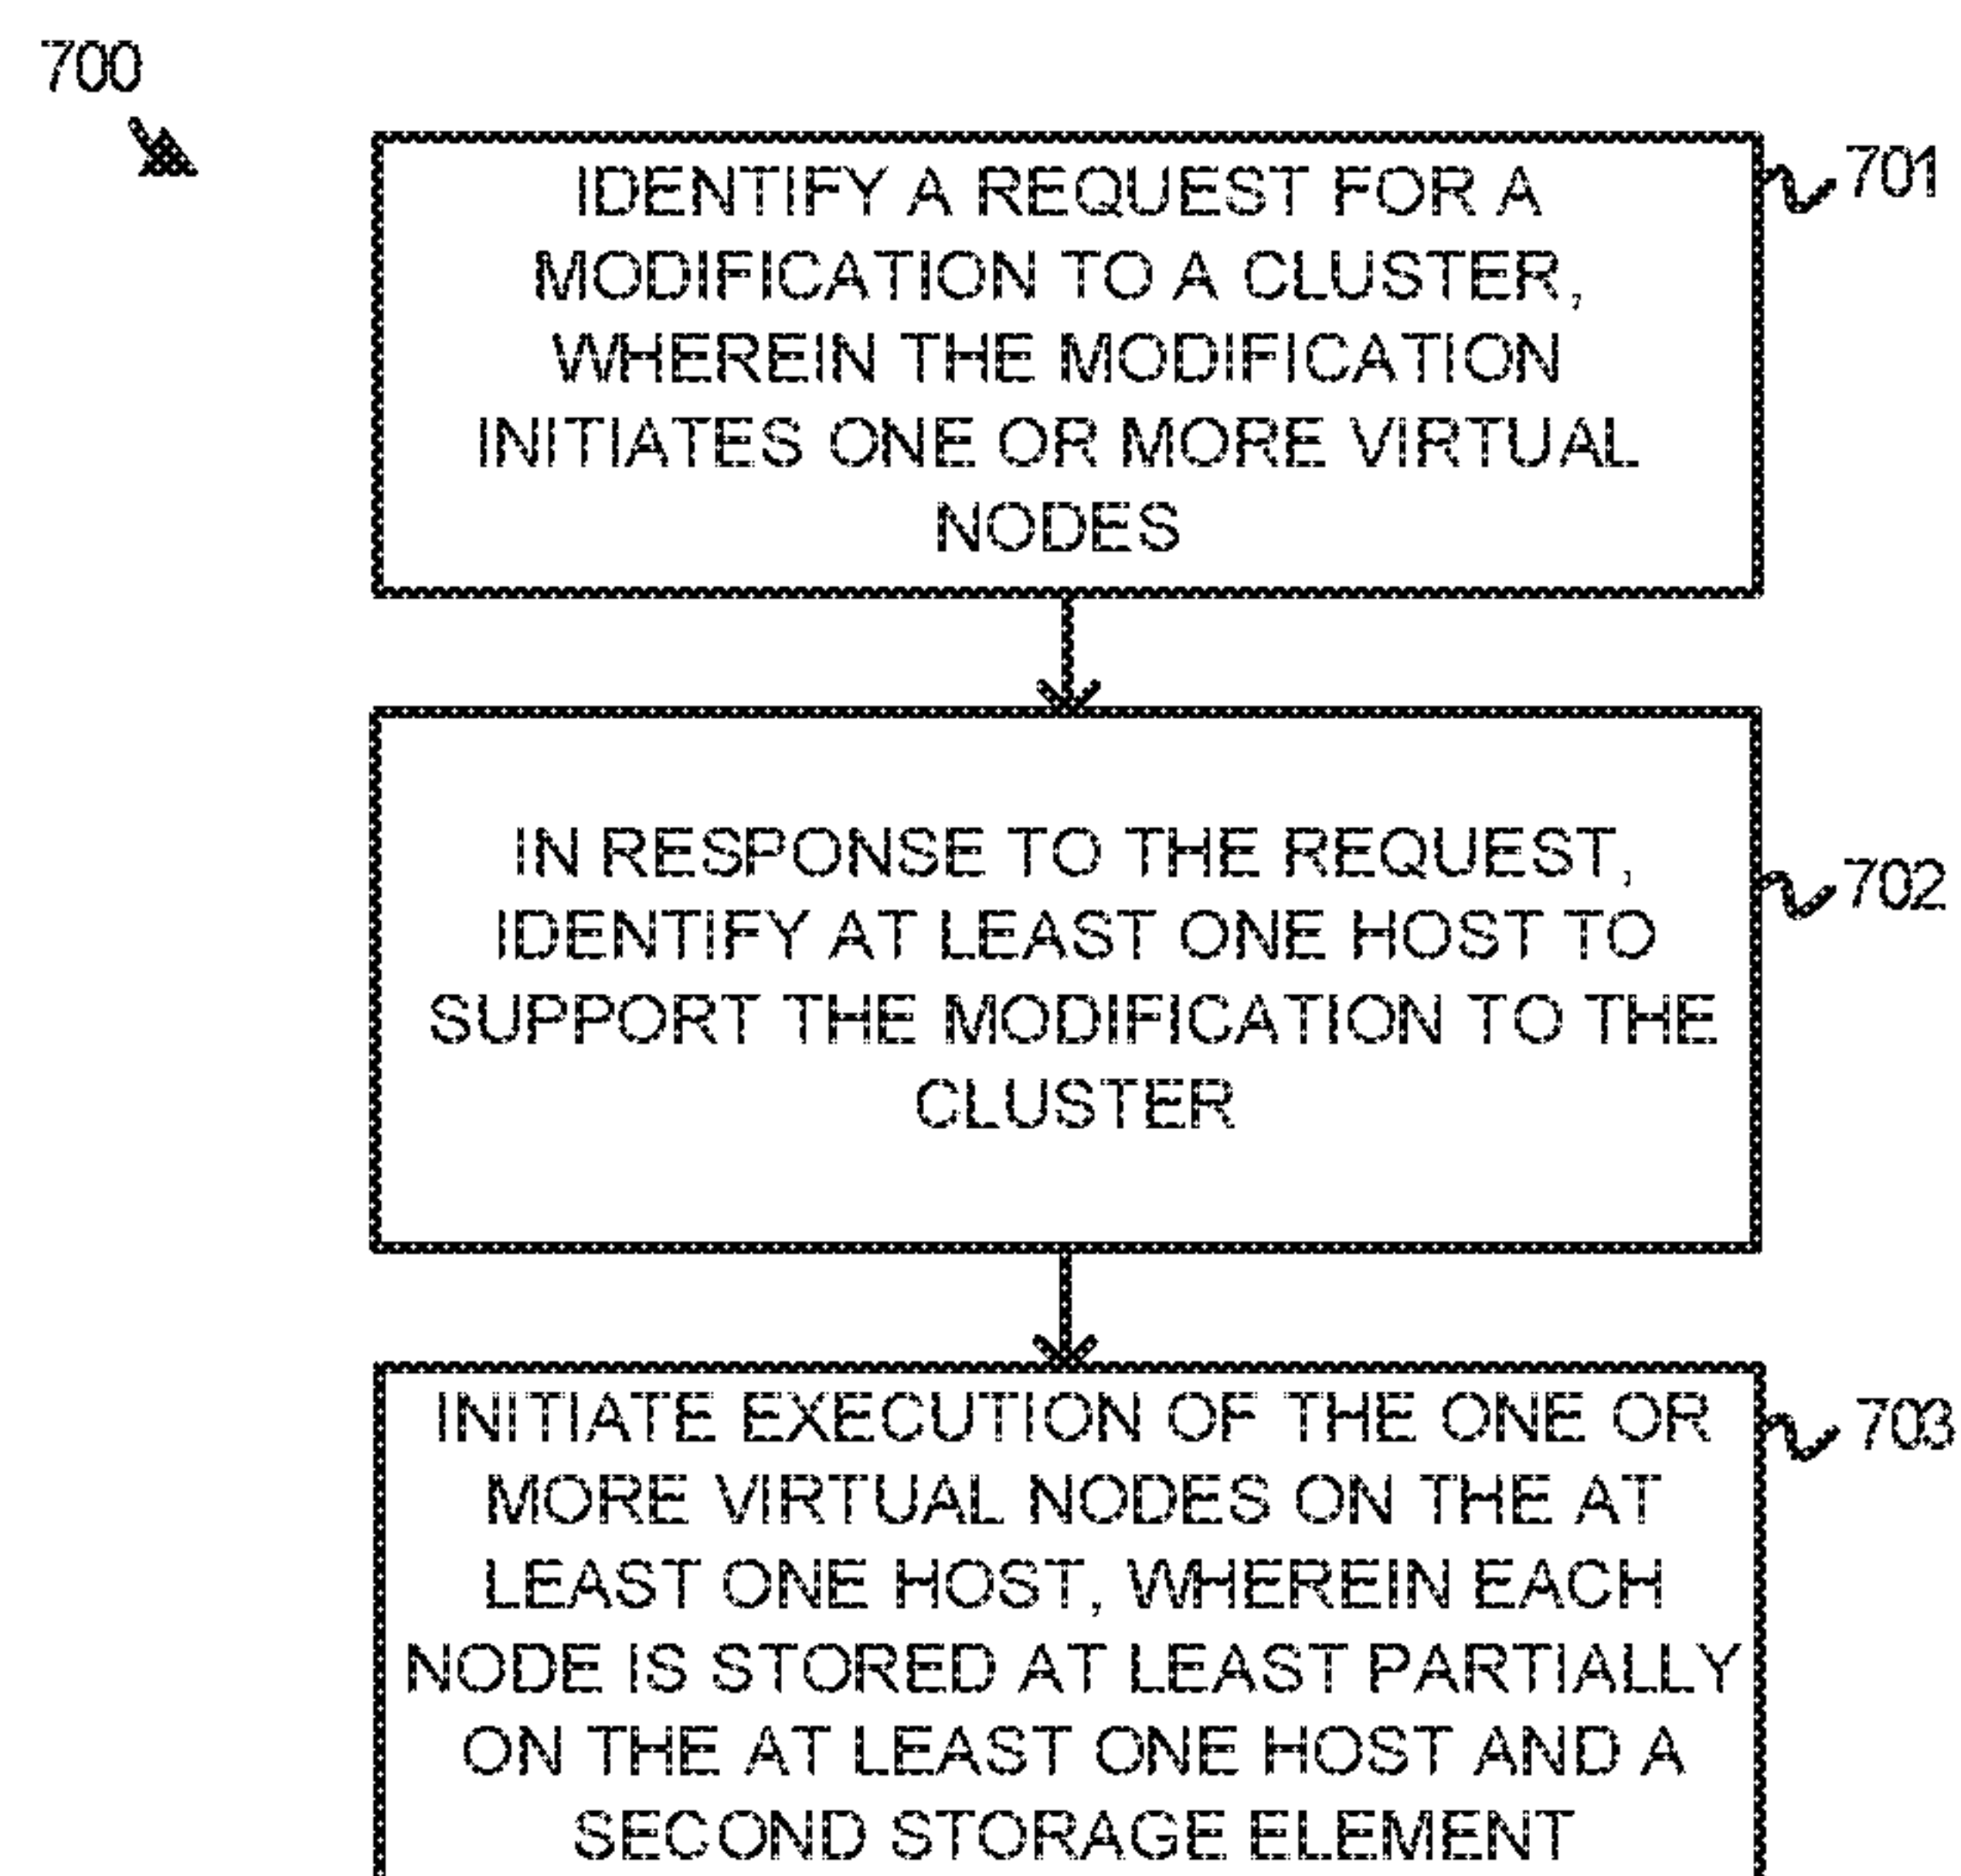 700
IDENTIFY A REQUEST FOR A
MODIFICATION TO A CLUSTER,
WHEREIN THE MODIFICATION
INITIATES ONE OR MORE VIRTUAL
NODES
701
IN RESPONSE TO THE REQUEST,
IDENTIFY AT LEAST ONE HOST TO
SUPPORT THE MODIFICATION TO THE
CLUSTER
702
INITIATE EXECUTION OF THE ONE OR
MORE VIRTUAL NODES ON THE AT
LEAST ONE HOST, WHEREIN EACH
NODE IS STORED AT LEAST PARTIALLY
ON THE AT LEAST ONE HOST AND A
SECOND STORAGE ELEMENT
703